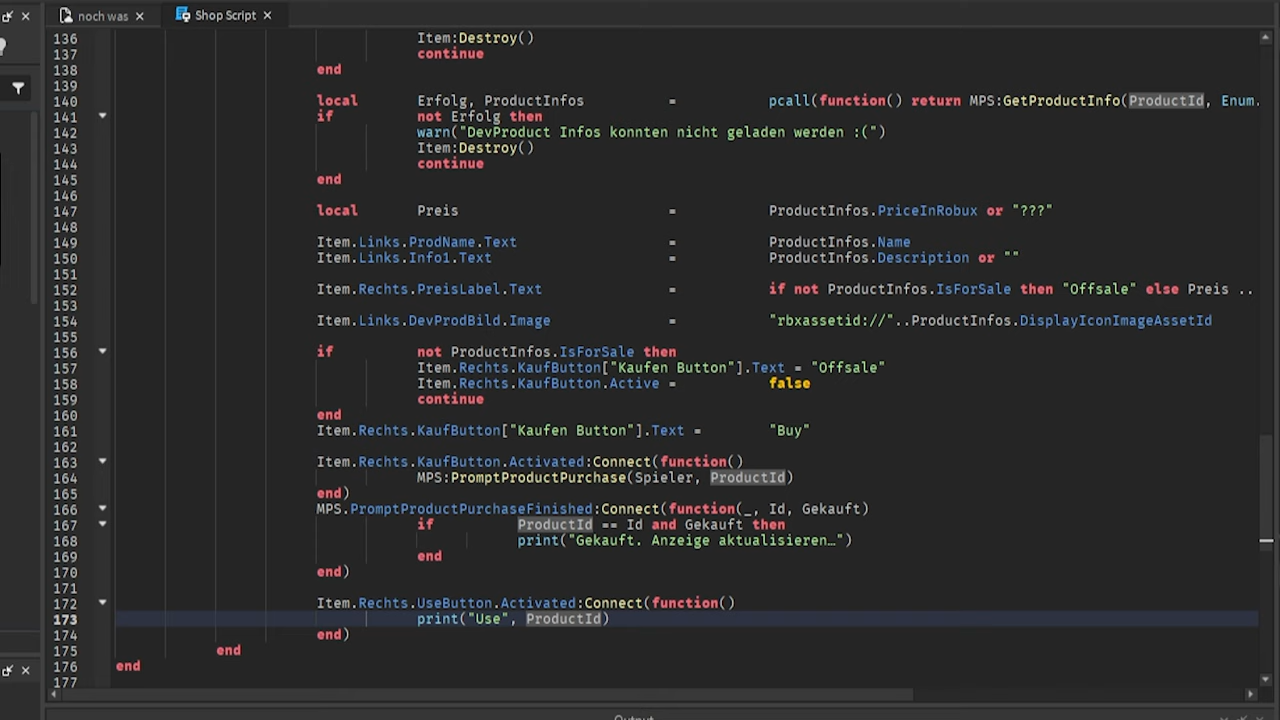 noch was
Shop Script
136 Item:Destroy()
137 continue
138 end
139
140 local Erfolg, ProductInfos = pcall(function() return MPS:GetProductInfo(ProductId, Enum.
141 if not Erfolg then
142 warn("DevProduct Infos konnten nicht geladen werden :(")
143 Item:Destroy()
144 continue
145 end
146
147 local Preis = ProductInfos.PriceInRobux or "???"
148
149 Item.Links.ProdName.Text = ProductInfos.Name
150 Item.Links.Info1.Text = ProductInfos.Description or ""
151
152 Item.Rechts.PreisLabel.Text = if not ProductInfos.IsForSale then "Offsale" else Preis ..
153
154 Item.Links.DevProdBild.Image = "rbxassetid://"..ProductInfos.DisplayIconImageAssetId
155
156 if not ProductInfos.IsForSale then
157 Item.Rechts.KaufButton["Kaufen Button"].Text = "Offsale"
158 Item.Rechts.KaufButton.Active = false
159 continue
160 end
161 Item.Rechts.KaufButton["Kaufen Button"].Text = "Buy"
162
163 Item.Rechts.KaufButton.Activated:Connect(function()
164 MPS:PromptProductPurchase(Spieler, ProductId)
165 end)
166 MPS.PromptProductPurchaseFinished:Connect(function(_, Id, Gekauft)
167 if ProductId == Id and Gekauft then
168 print("Gekauft. Anzeige aktualisieren…")
169 end
170 end)
171
172 Item.Rechts.UseButton.Activated:Connect(function()
173 print("Use", ProductId)
174 end)
175 end
176 end
177
Output